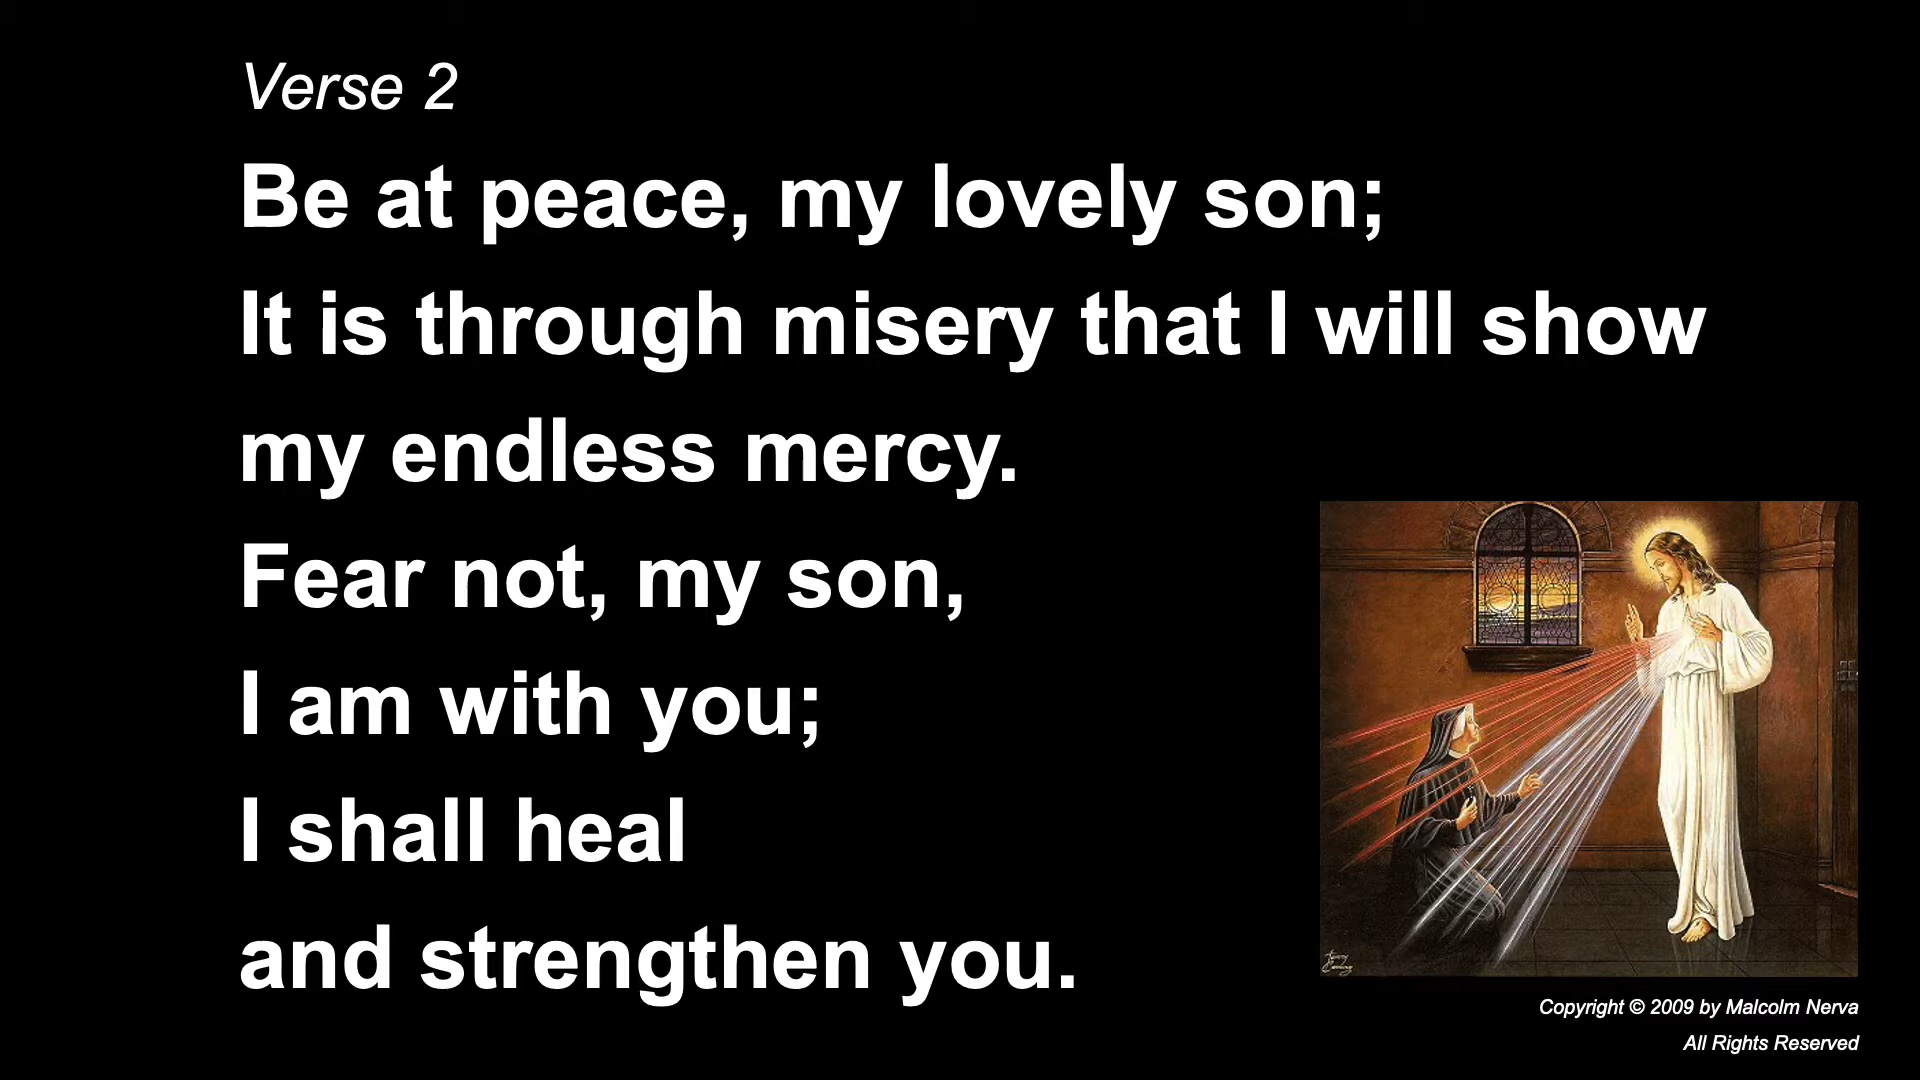 Verse 2
Be at peace, my lovely son;
It is through misery that I will show
my endless mercy.
Fear not, my son,
I am with you;
I shall heal
and strengthen you.
Copyright © 2009 by Malcolm Nerva
All Rights Reserved